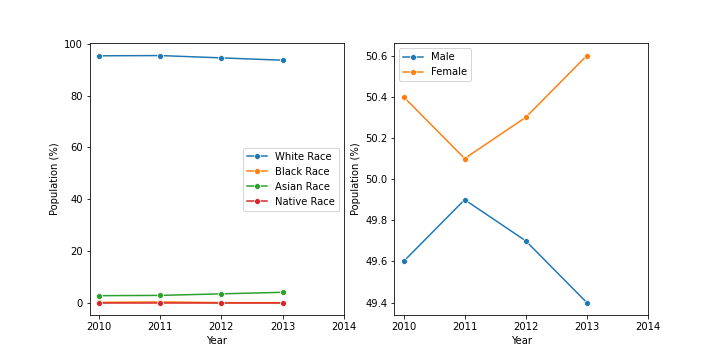 100
80
60
40
20
0
Population (%)
White Race
Black Race
Asian Race
Native Race
2010 2011 2012 2013 2014
Year
50.6
50.4
50.2
50.0
49.8
49.6
49.4
Population (%)
Male
Female
2010 2011 2012 2013 2014
Year